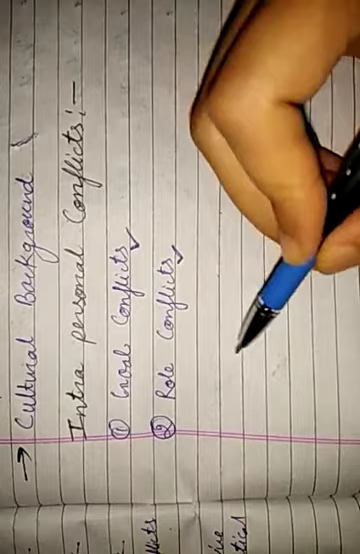 → Cultural Background
Intra personal Conflicts:-
① Goal Conflicts ✓
② Role Conflicts ✓